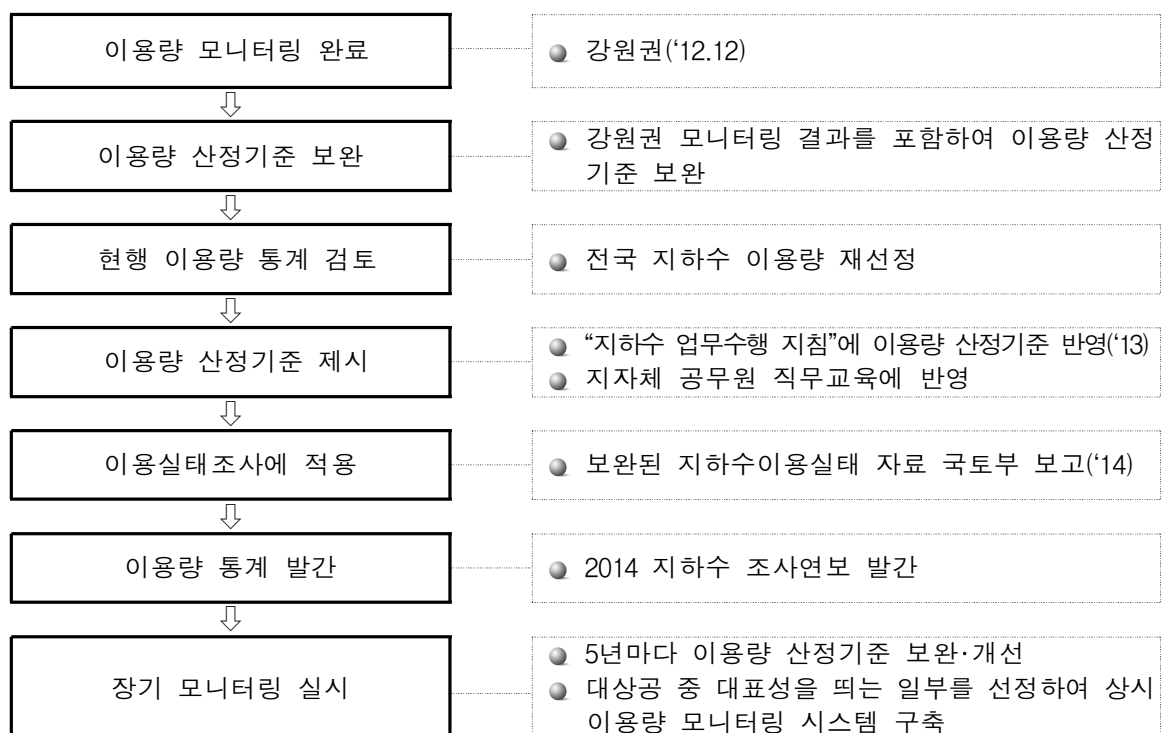 이용량 모니터링 완료
강원권(‘12.12)
이용량 산정기준 보완
강원권 모니터링 결과를 포함하여 이용량 산정
기준 보완
현행 이용량 통계 검토
전국 지하수 이용량 재선정
이용량 산정기준 제시
“지하수 업무수행 지침”에 이용량 산정기준 반영(‘13)
지자체 공무원 직무교육에 반영
이용실태조사에 적용
보완된 지하수이용실태 자료 국토부 보고(‘14)
이용량 통계 발간
2014 지하수 조사연보 발간
장기 모니터링 실시
5년마다 이용량 산정기준 보완·개선
대상공 중 대표성을 띄는 일부를 선정하여 상시
이용량 모니터링 시스템 구축